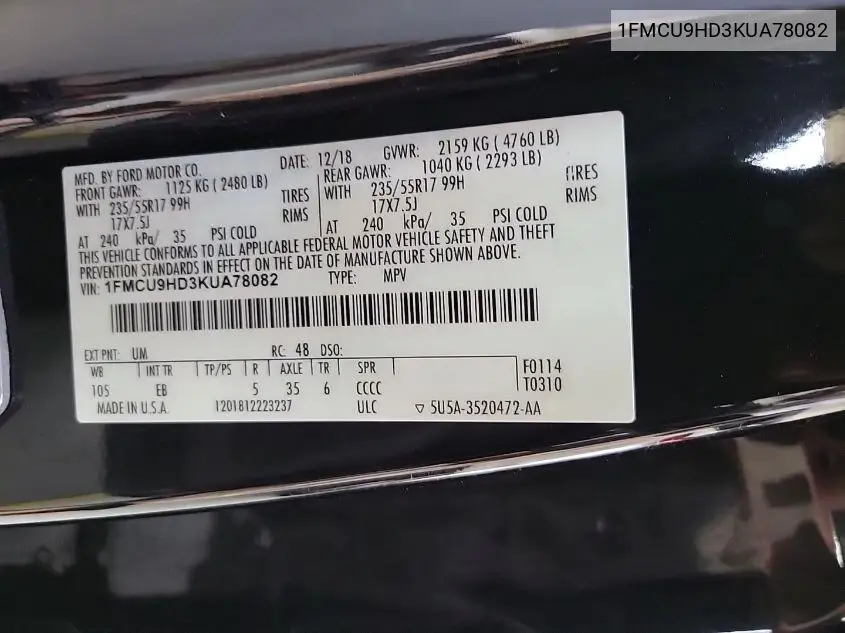 1FMCU9HD3KUA78082
MFD. BY FORD MOTOR CO. DATE: 12/18 GVWR: 2159 KG ( 4760 LB)
FRONT GAWR: 1125 KG ( 2480 LB) REAR GAWR: 1040 KG ( 2293 LB)
WITH 235/55R17 99H TIRES WITH 235/55R17 99H TIRES
17X7.5J RIMS 17X7.5J RIMS
AT 240 kPa/ 35 PSI COLD AT 240 kPa/ 35 PSI COLD
THIS VEHICLE CONFORMS TO ALL APPLICABLE FEDERAL MOTOR VEHICLE SAFETY AND THEFT
PREVENTION STANDARDS IN EFFECT ON THE DATE OF MANUFACTURE SHOWN ABOVE.
VIN: 1FMCU9HD3KUA78082 TYPE: MPV
EXT PNT: UM RC: 48 DSO:
WB INT TR TP/PS R AXLE TR SPR F0114
105 EB 5 35 6 CCCC T0310
MADE IN U.S.A. 1201812223237 ULC ▽ 5U5A-3520472-AA